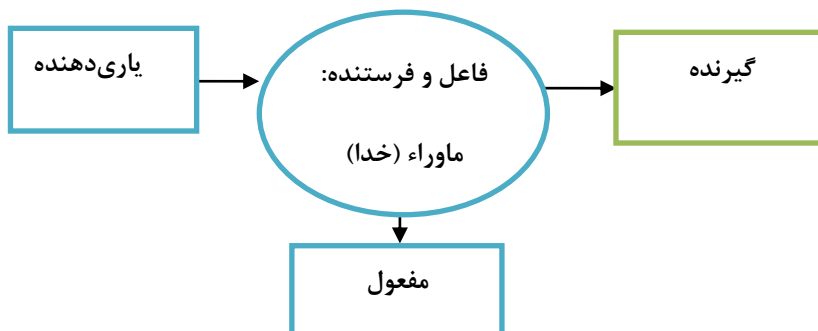 گیرنده
فاعل و فرستنده:
ماوراء (خدا)
یاری‌دهنده
مفعول